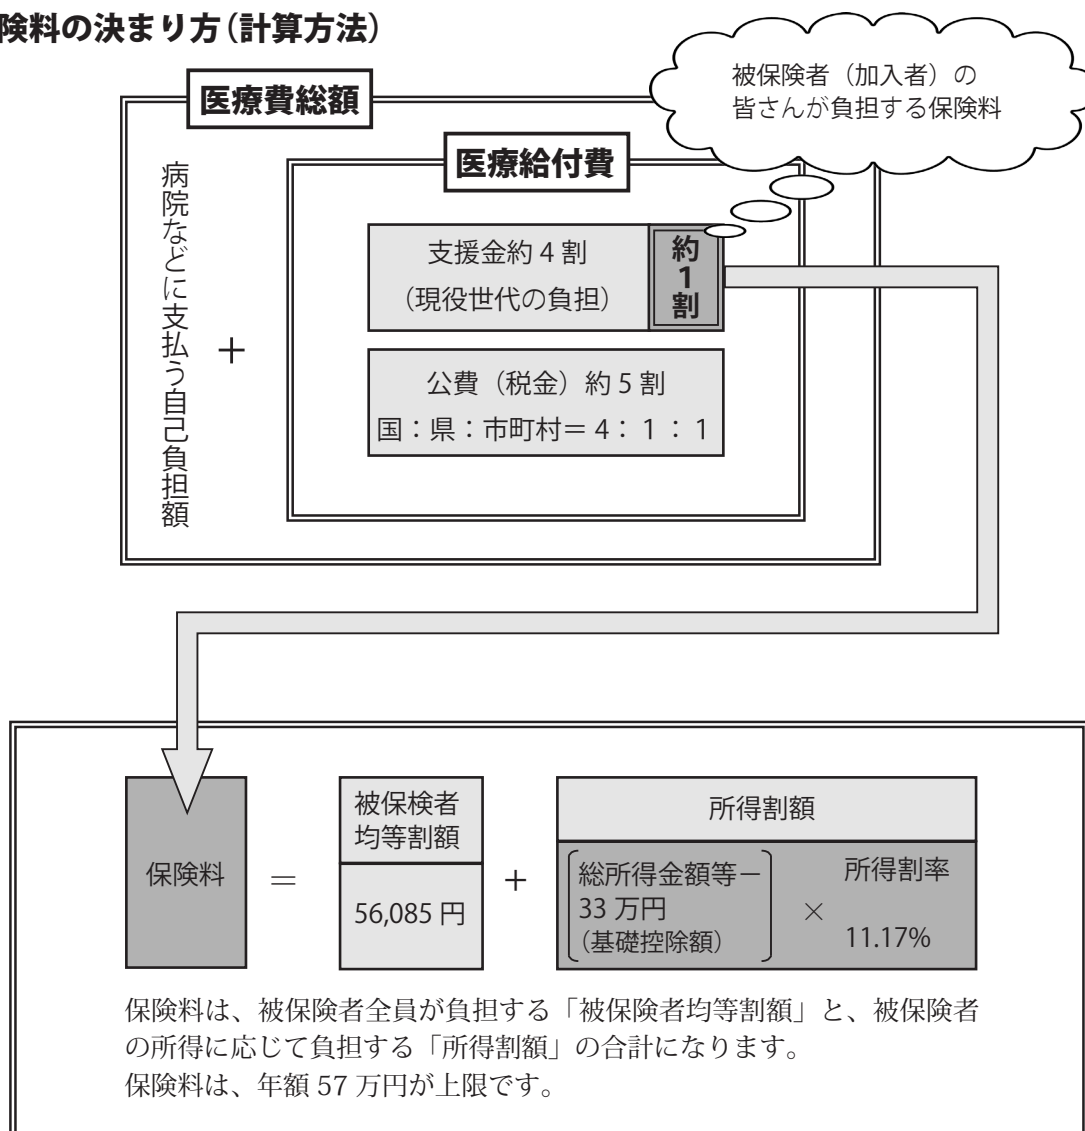 険料の決まり方（計算方法）
被保険者（加入者）の
皆さんが負担する保険料
医療費総額
医療給付費
病院などに支払う自己負担額
＋
支援金約 4 割
（現役世代の負担）
約1割
公費（税金）約 5 割
国：県：市町村＝ 4： 1 ： 1
保険料
＝
被保検者
均等割額
56,085 円
＋
所得割額
総所得金額等－
33 万円
（基礎控除額）
×
所得割率
11.17%
保険料は、被保険者全員が負担する「被保険者均等割額」と、被保険者
の所得に応じて負担する「所得割額」の合計になります。
保険料は、年額 57 万円が上限です。